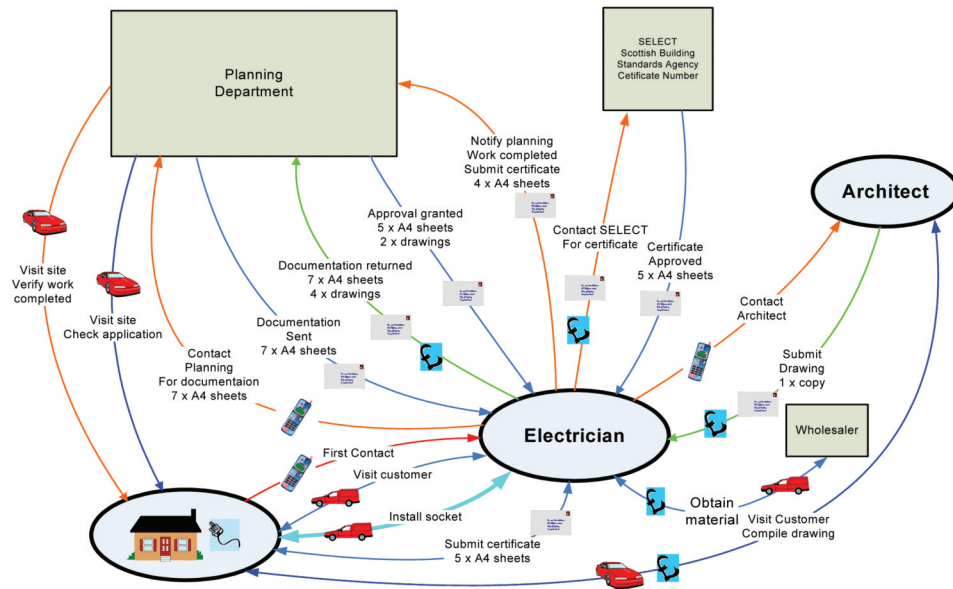 Planning
Department
SELECT
Scottish Building
Standards Agency
Cetificate Number
Architect
Notify planning
Work completed
Submit certificate
4 x A4 sheets
Approval granted
5 x A4 sheets
2 x drawings
Contact SELECT
For certificate
Certificate
Approved
5 x A4 sheets
Documentation returned
7 x A4 sheets
4 x drawings
Visit site
Verify work
completed
Visit site
Check application
Documentation
Sent
7 x A4 sheets
Contact
Planning
For documentaion
7 x A4 sheets
Contact
Architect
Submit
Drawing
1 x copy
Electrician
Wholesaler
First Contact
Visit customer
Install socket
Obtain
material
Visit Customer
Compile drawing
Submit certificate
5 x A4 sheets